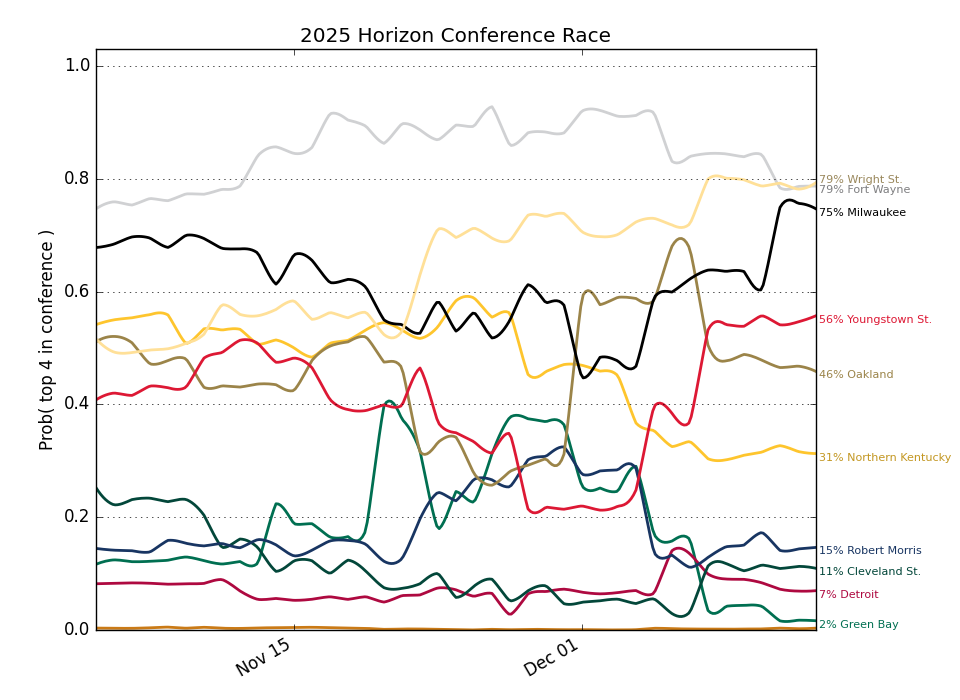 2025 Horizon Conference Race
Prob( top 4 in conference )
1.0
0.8
0.6
0.4
0.2
0.0
Nov 15
Dec 01
79% Wright St.
79% Fort Wayne
75% Milwaukee
56% Youngstown St.
46% Oakland
31% Northern Kentucky
15% Robert Morris
11% Cleveland St.
7% Detroit
2% Green Bay